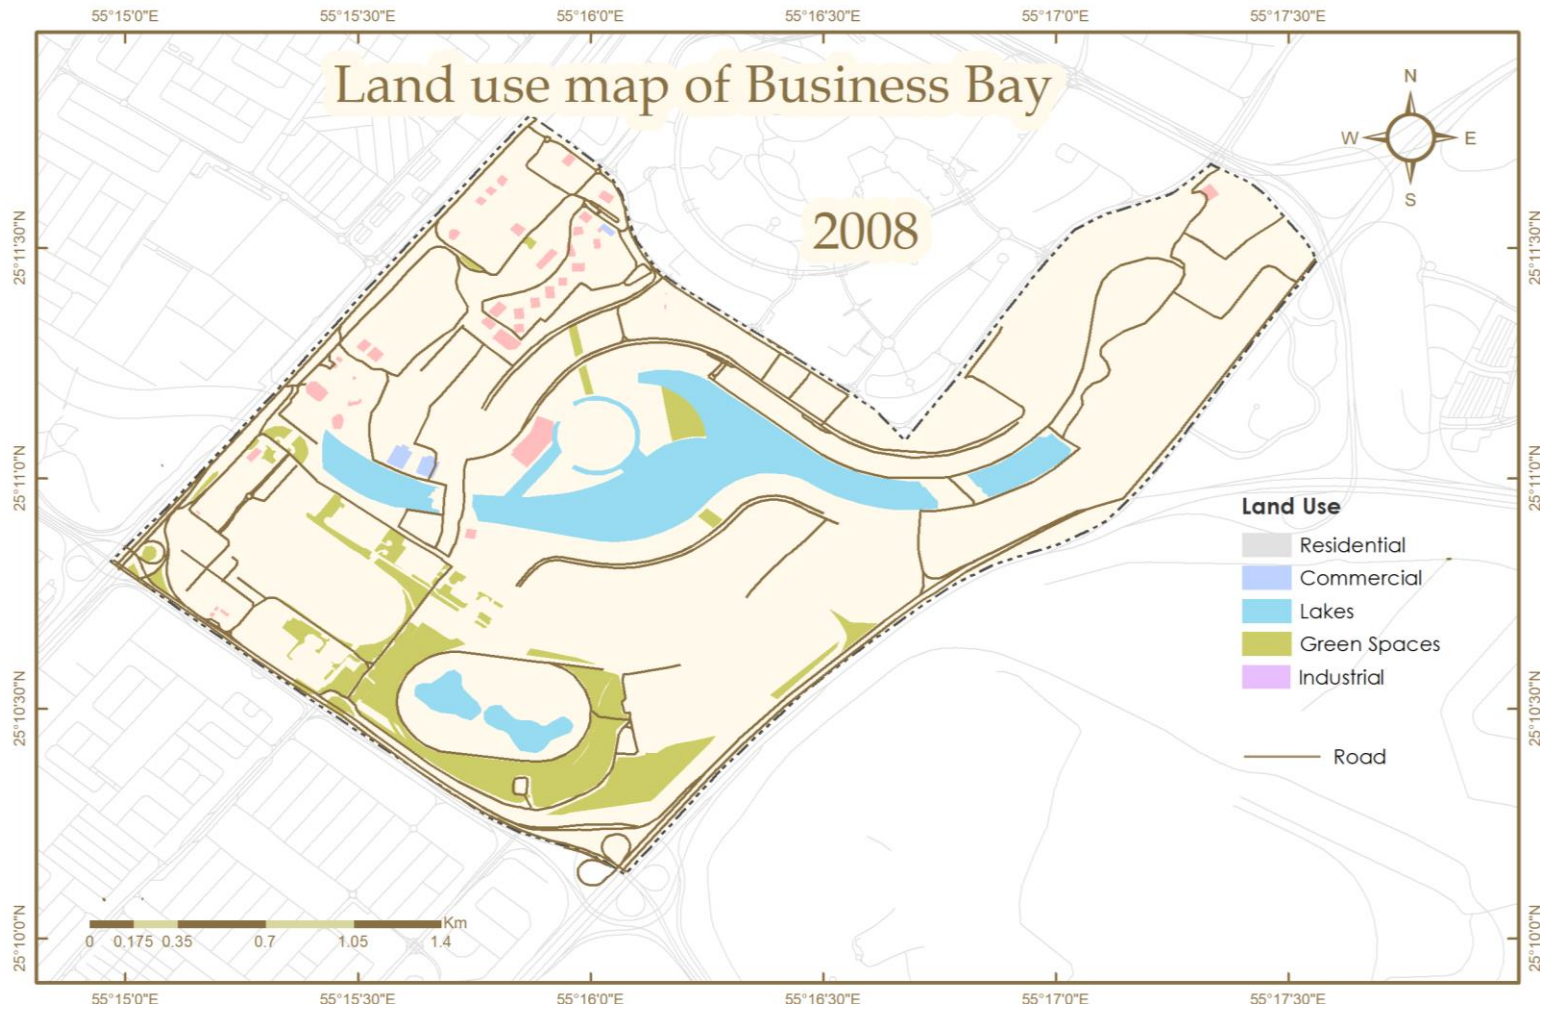 55°15'0"E 55°15'30"E 55°16'0"E 55°16'30"E 55°17'0"E 55°17'30"E
Land use map of Business Bay
2008
N
W E
S
25°11'30"N 25°11'30"N
25°11'0"N 25°11'0"N
Land Use
Residential
Commercial
Lakes
Green Spaces
Industrial
25°10'30"N 25°10'30"N
Road
25°10'0"N 25°10'0"N
Km
0 0.175 0.35 0.7 1.05 1.4
55°15'0"E 55°15'30"E 55°16'0"E 55°16'30"E 55°17'0"E 55°17'30"E